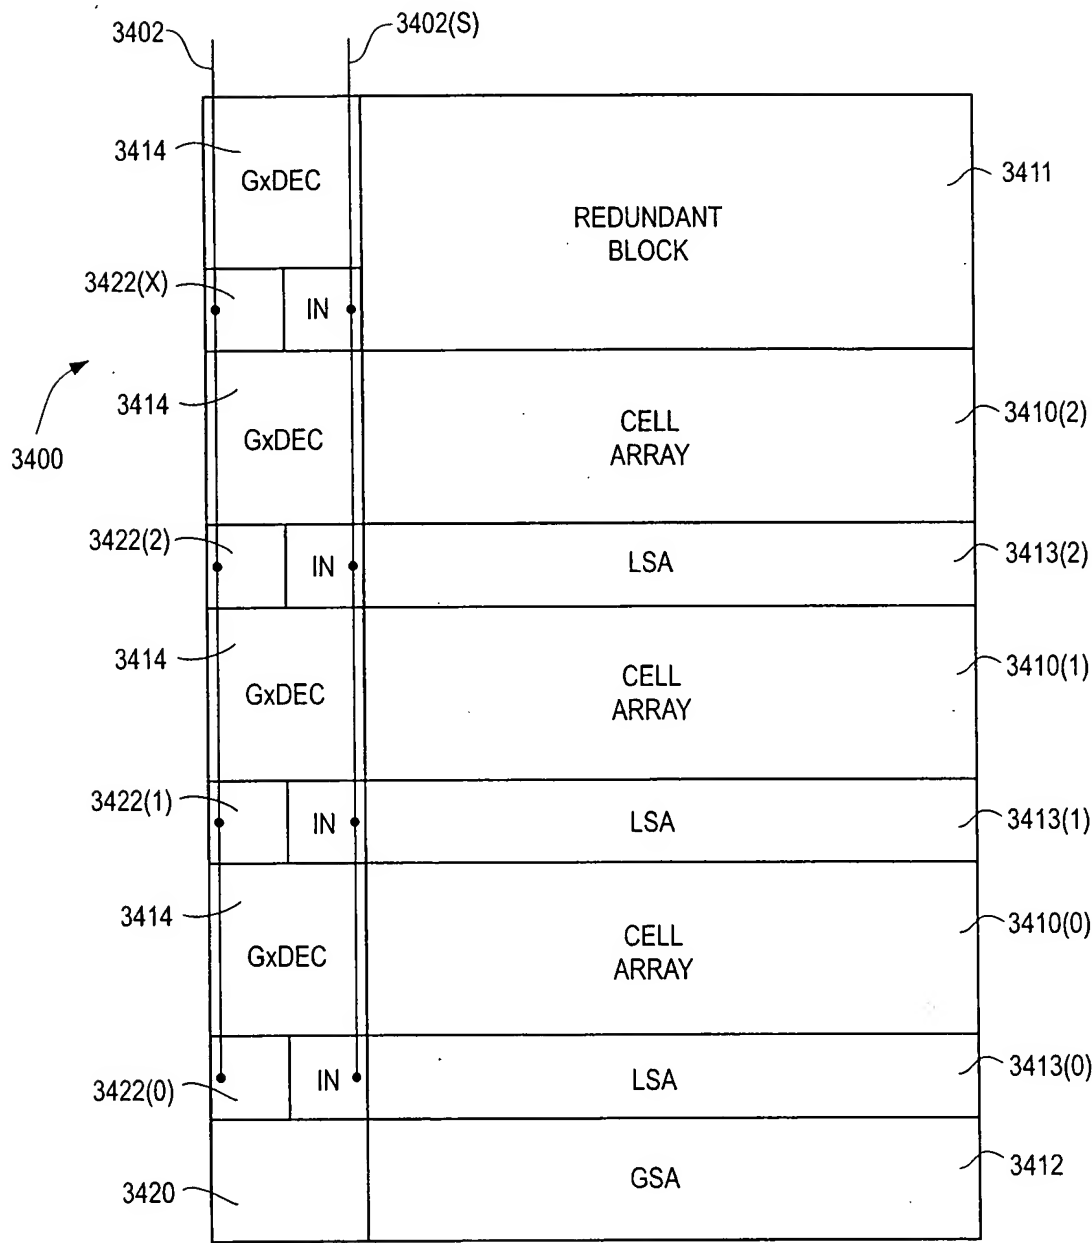 3402
3402(S)
3414
GxDEC
3411
REDUNDANT
BLOCK
3422(X)
IN
3414
GxDEC
CELL
ARRAY
3410(2)
3400
3422(2)
IN
LSA
3413(2)
3414
GxDEC
CELL
ARRAY
3410(1)
3422(1)
IN
LSA
3413(1)
3414
GxDEC
CELL
ARRAY
3410(0)
3422(0)
IN
LSA
3413(0)
3420
GSA
3412